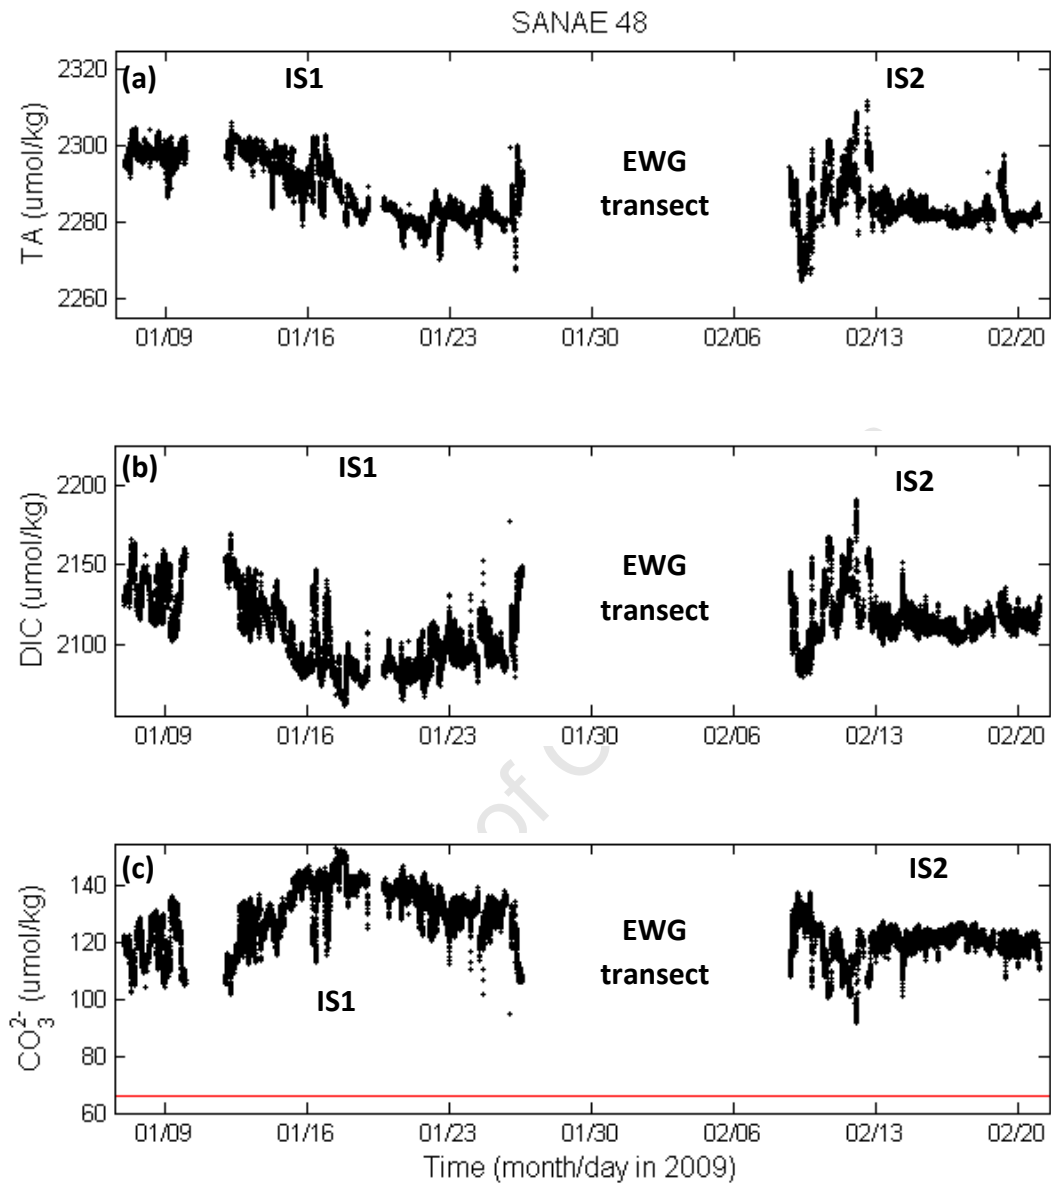 SANAE 48
(a)
IS1
IS2
EWG
transect
TA (umol/kg)
2320
2300
2280
2260
01/09 01/16 01/23 01/30 02/06 02/13 02/20
(b)
IS1
IS2
EWG
transect
DIC (umol/kg)
2200
2150
2100
01/09 01/16 01/23 01/30 02/06 02/13 02/20
of C
(c)
IS2
EWG
transect
IS1
CO₃²⁻ (umol/kg)
140
120
100
80
60
01/09 01/16 01/23 01/30 02/06 02/13 02/20
Time (month/day in 2009)